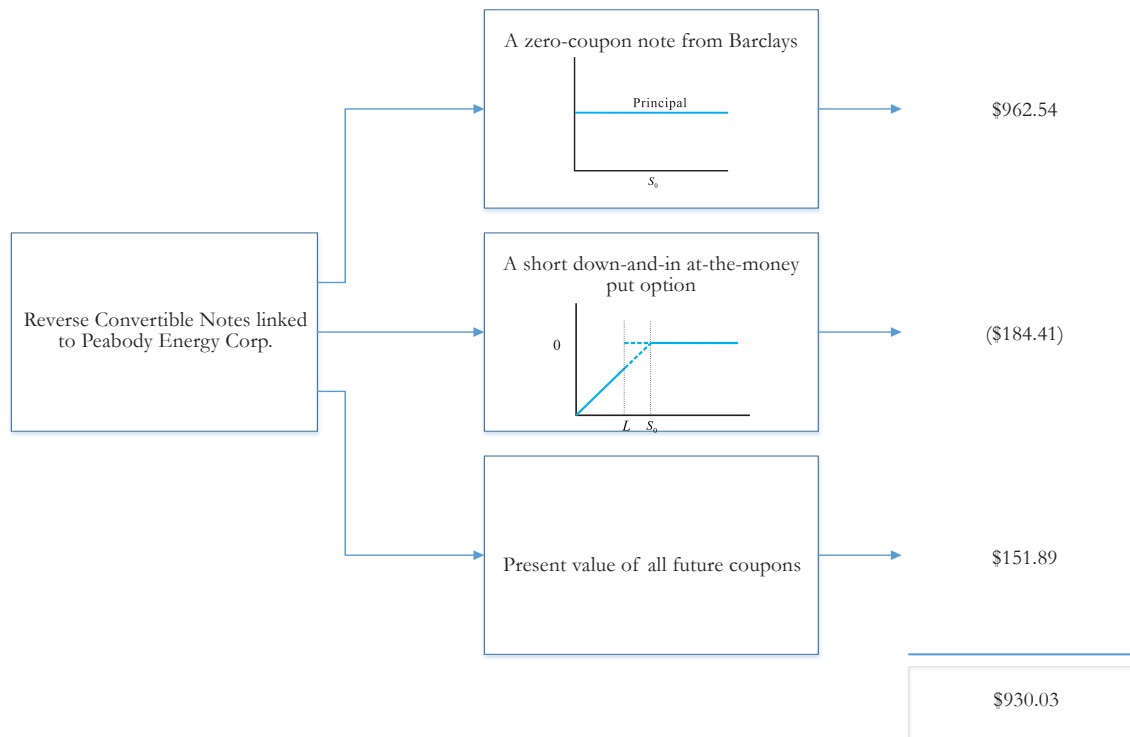 A zero-coupon note from Barclays
Principal
S₀
$962.54
Reverse Convertible Notes linked
to Peabody Energy Corp.
A short down-and-in at-the-money
put option
0
L S₀
($184.41)
Present value of all future coupons
$151.89
$930.03